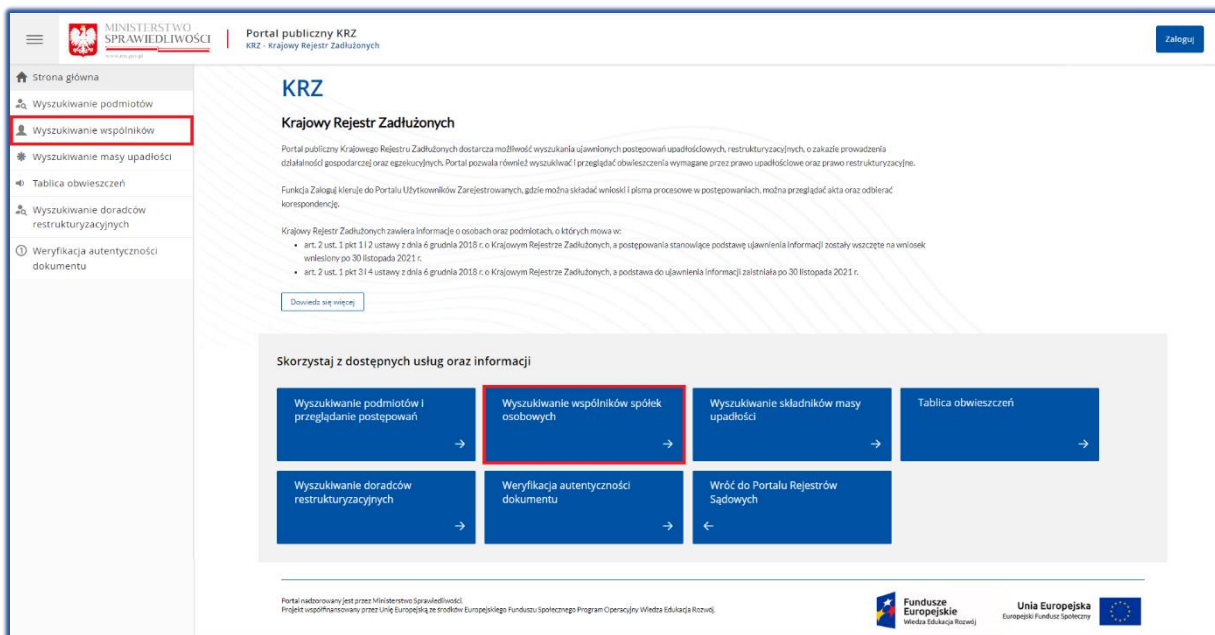 MINISTERSTWO
SPRAWIEDLIWOŚCI
Portal publiczny KRZ
KRZ - Krajowy Rejestr Zadłużonych
Zaloguj
Strona główna
Wyszukiwanie podmiotów
Wyszukiwanie wspólników
Wyszukiwanie masy upadłości
Tablica obwieszczeń
Wyszukiwanie doradców
restrukturyzacyjnych
Weryfikacja autentyczności
dokumentu
KRZ
Krajowy Rejestr Zadłużonych
Portal publiczny Krajowego Rejestru Zadłużonych dostarcza możliwość wyszukania ujawnionych postępowań upadłościowych, restrukturyzacyjnych, o zakazie prowadzenia
działalności gospodarczej oraz egzekucyjnych. Portal pozwala również wyszukiwać i przeglądać obwieszczenia wymagane przez prawo upadłościowe oraz prawo restrukturyzacyjne.
Funkcja Zaloguj kieruje do Portalu Użytkowników Zarejestrowanych, gdzie można składać wnioski i pisma procesowe w postępowaniach, można przeglądać akta oraz odbierać
korespondencję.
Krajowy Rejestr Zadłużonych zawiera informacje o osobach oraz podmiotach, o których mowa w:
• art. 2 ust. 1 pkt 1 i 2 ustawy z dnia 6 grudnia 2018 r. o Krajowym Rejestrze Zadłużonych, a postępowania stanowiące podstawę ujawnienia informacji zostały wszczęte na wniosek
wniesiony po 30 listopada 2021 r.
• art. 2 ust. 1 pkt 3 i 4 ustawy z dnia 6 grudnia 2018 r. o Krajowym Rejestrze Zadłużonych, a podstawa do ujawnienia informacji zaistniała po 30 listopada 2021 r.
Dowiedz się więcej
Skorzystaj z dostępnych usług oraz informacji
Wyszukiwanie podmiotów i
przeglądanie postępowań
Wyszukiwanie wspólników spółek
osobowych
Wyszukiwanie składników masy
upadłości
Tablica obwieszczeń
Wyszukiwanie doradców
restrukturyzacyjnych
Weryfikacja autentyczności
dokumentu
Wróć do Portalu Rejestrów
Sądowych
Portal nadzorowany jest przez Ministerstwo Sprawiedliwości.
Projekt współfinansowany przez Unię Europejską ze środków Europejskiego Funduszu Społecznego Program Operacyjny Wiedza Edukacja Rozwój.
Fundusze
Europejskie
Wiedza Edukacja Rozwój
Unia Europejska
Europejski Fundusz Społeczny